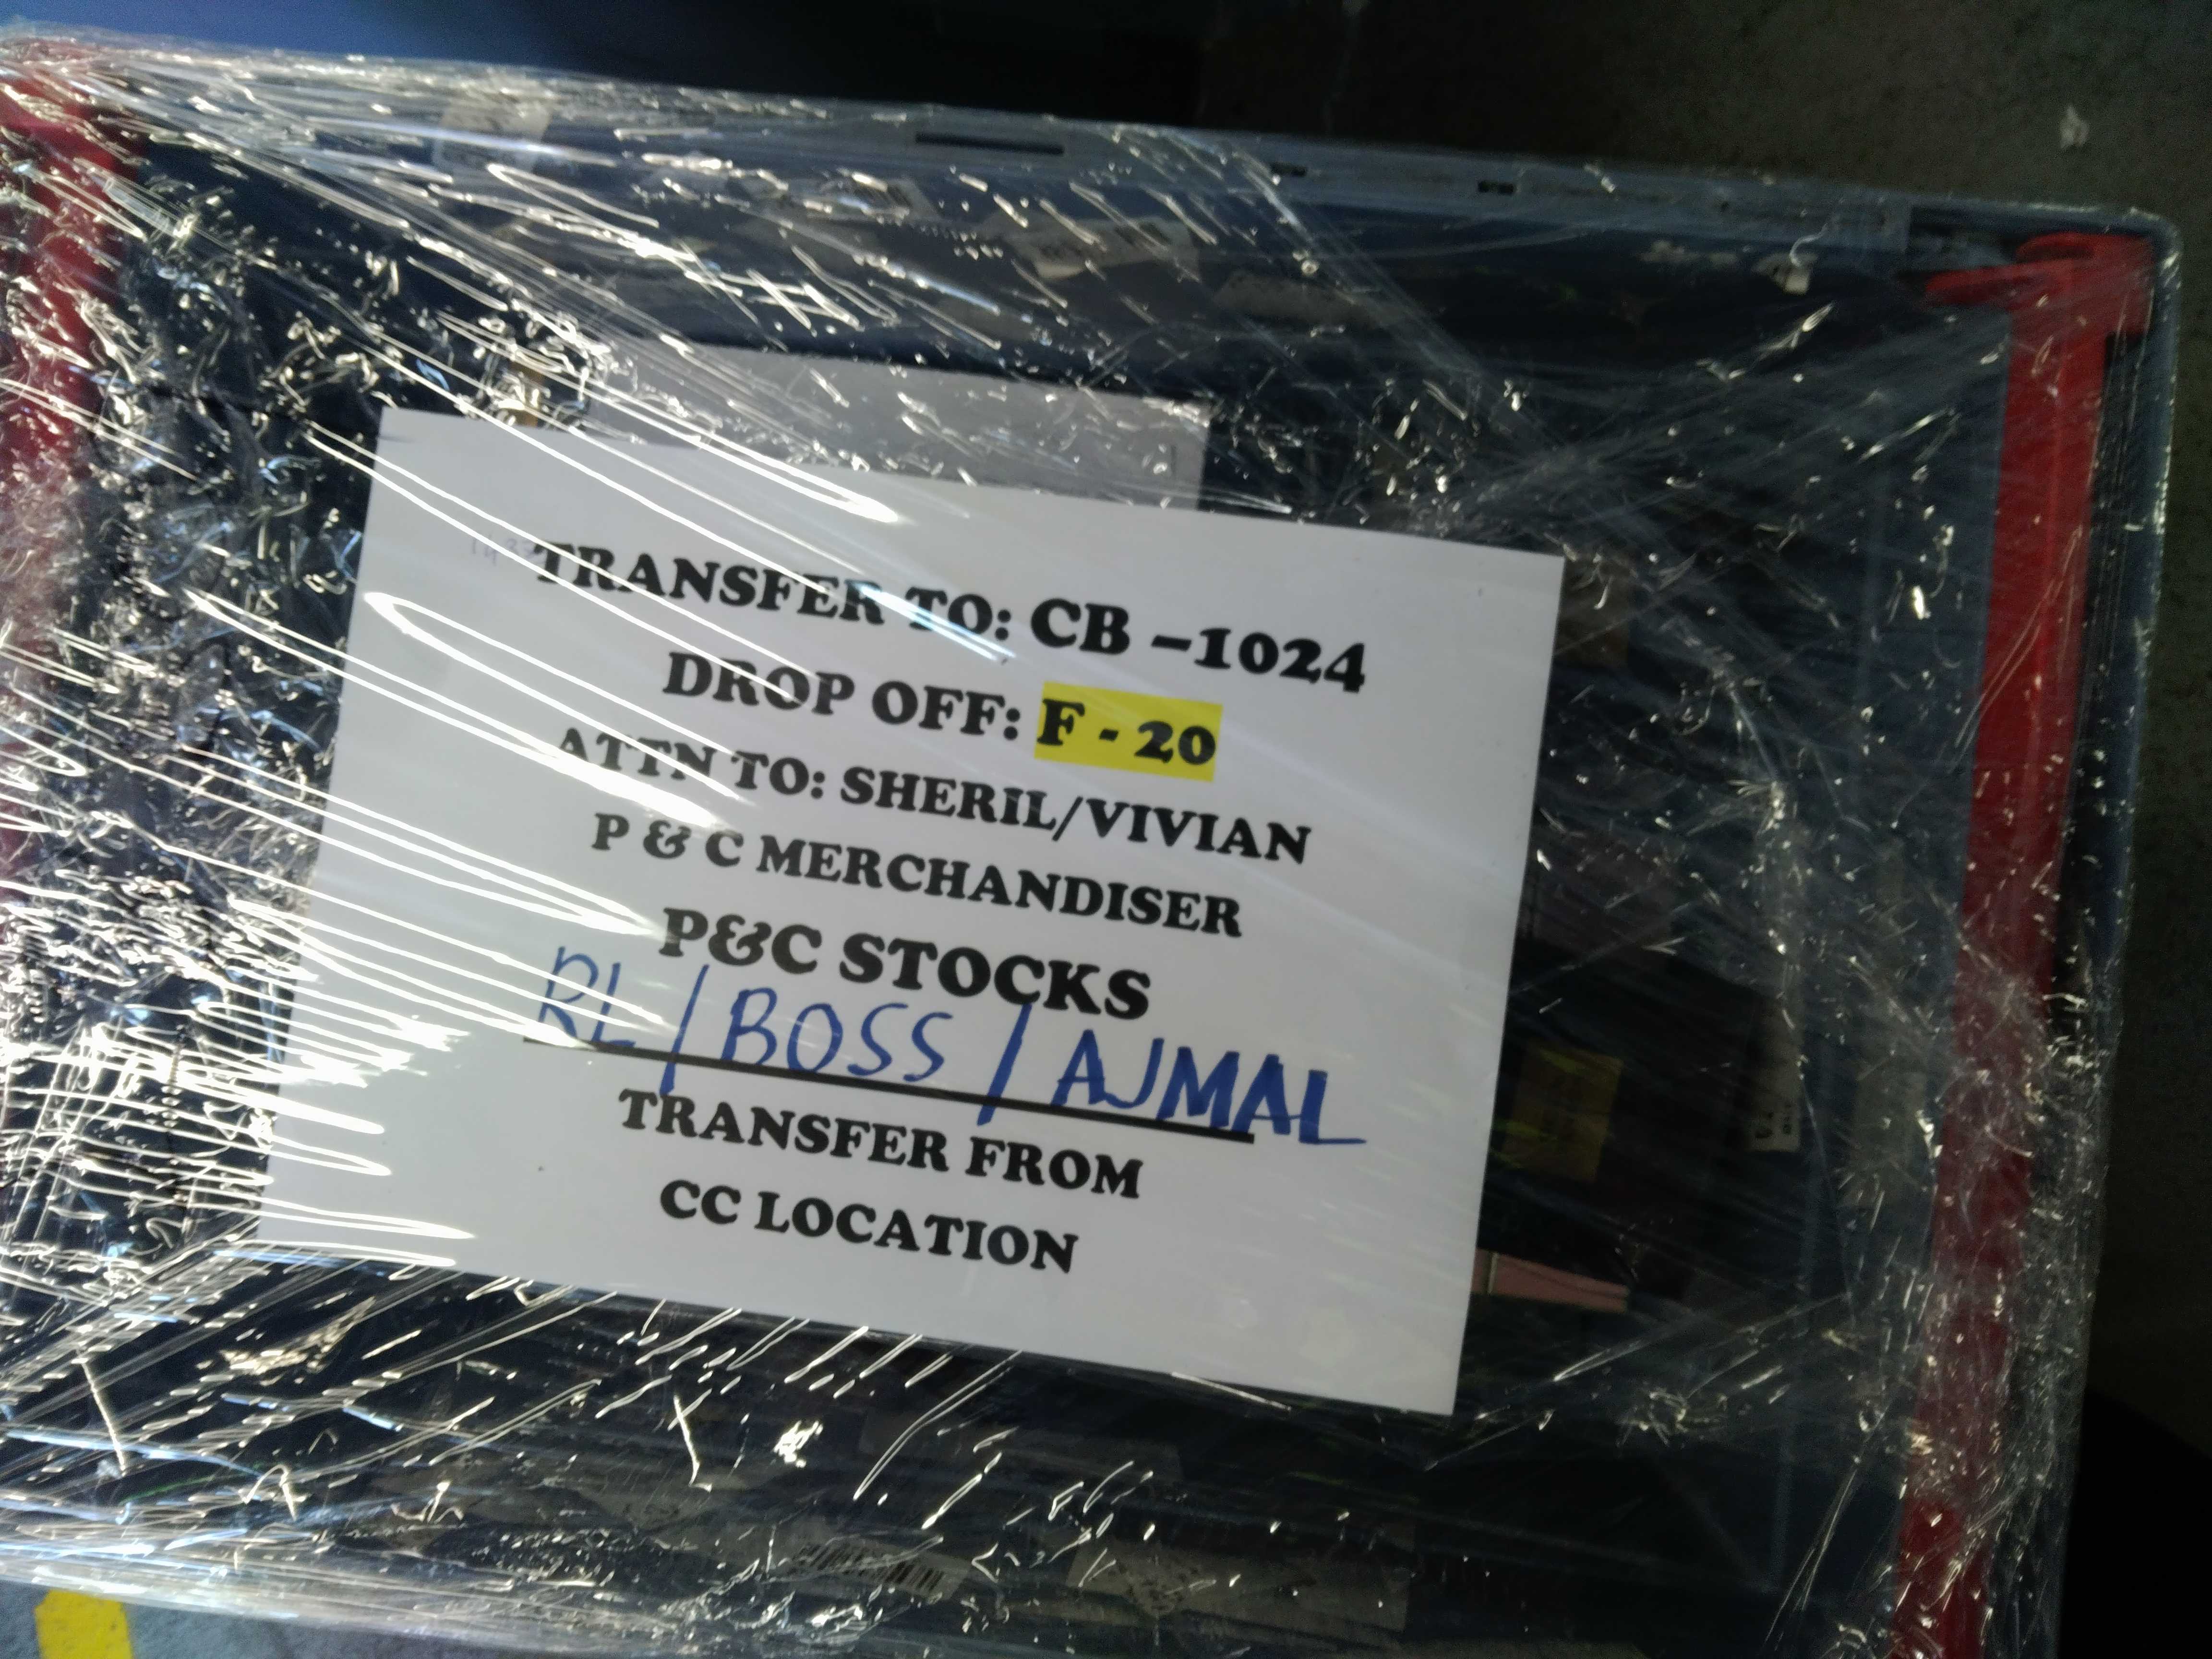 TRANSFER TO: CB –1024
DROP OFF: F - 20
ATTN TO: SHERIL/VIVIAN
P & C MERCHANDISER
P&C STOCKS
RL / BOSS / AJMAL
TRANSFER FROM
CC LOCATION